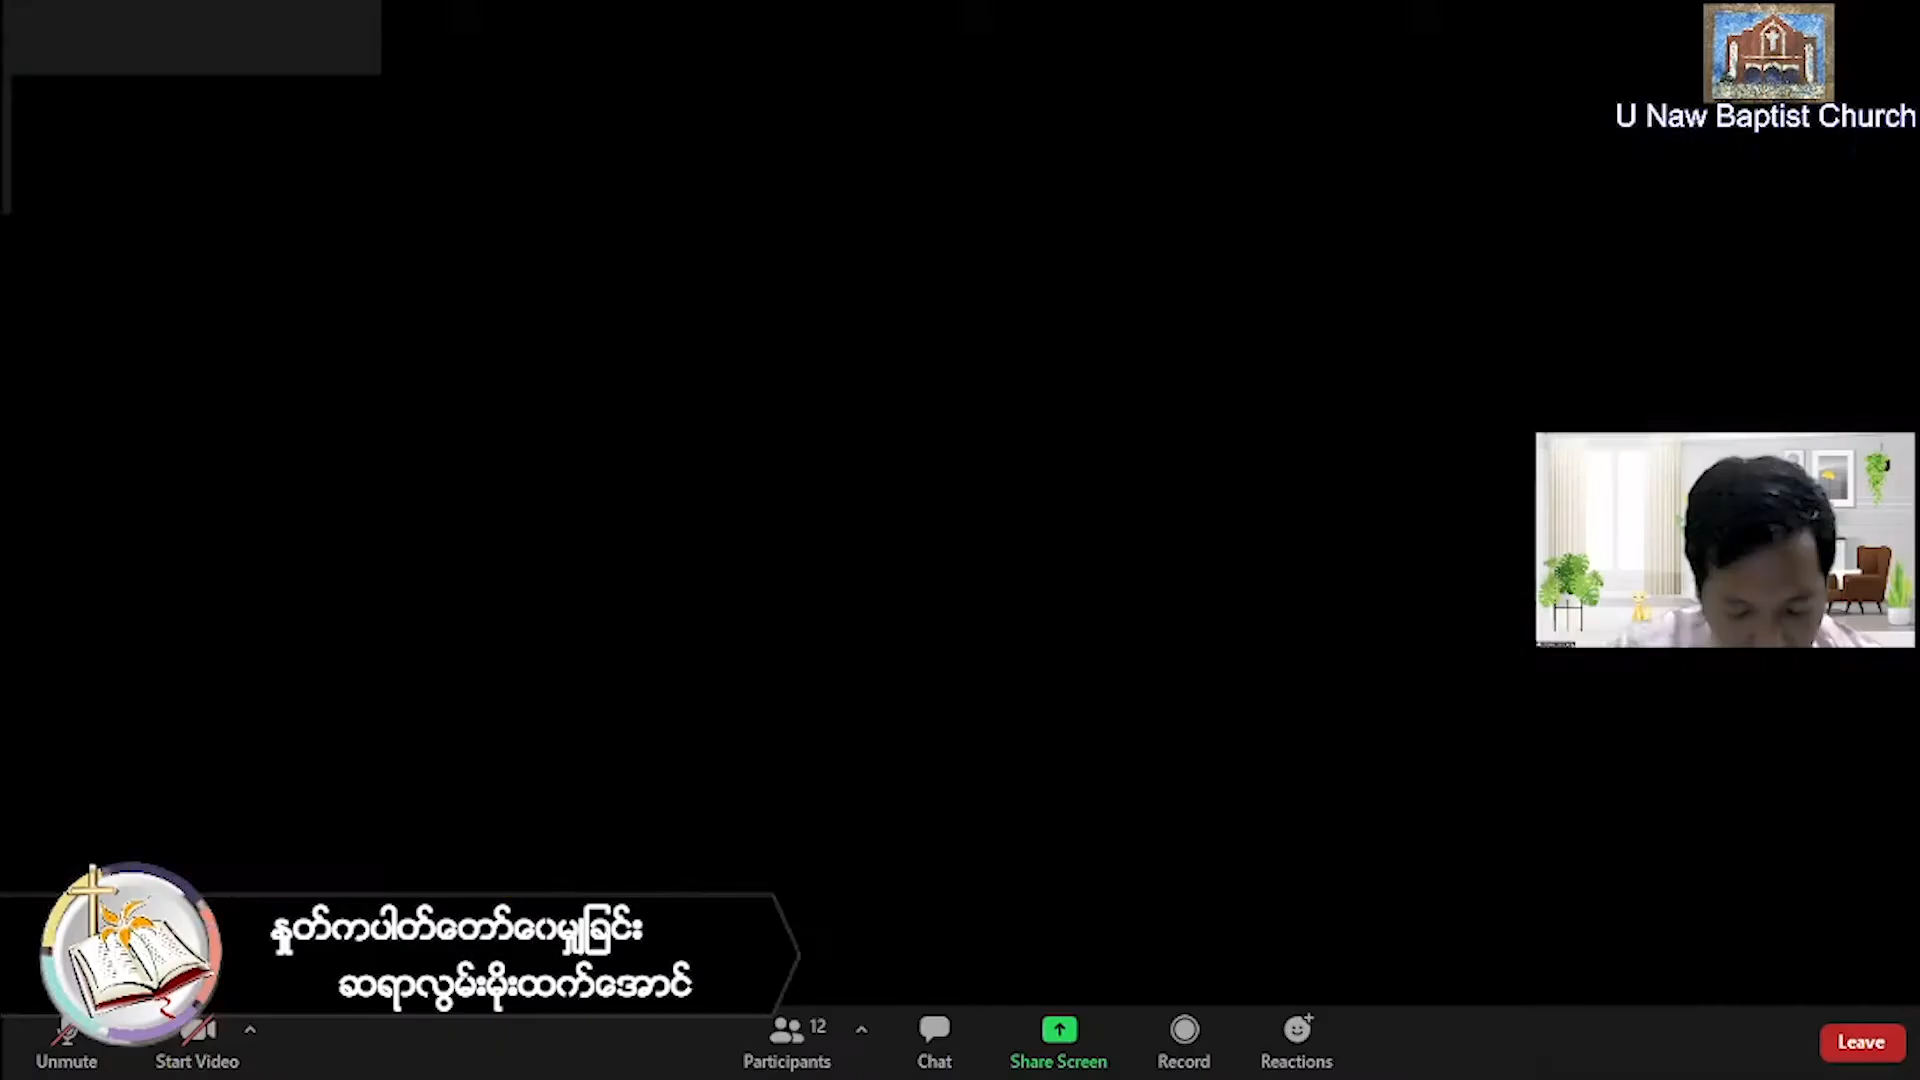 U Naw Baptist Church
နှုတ်ကပါတ်တော်ဝေမျှခြင်း
ဆရာလွမ်းမိုးထက်အောင်
12
Unmute
Start Video
Participants
Chat
Share Screen
Record
Reactions
Leave